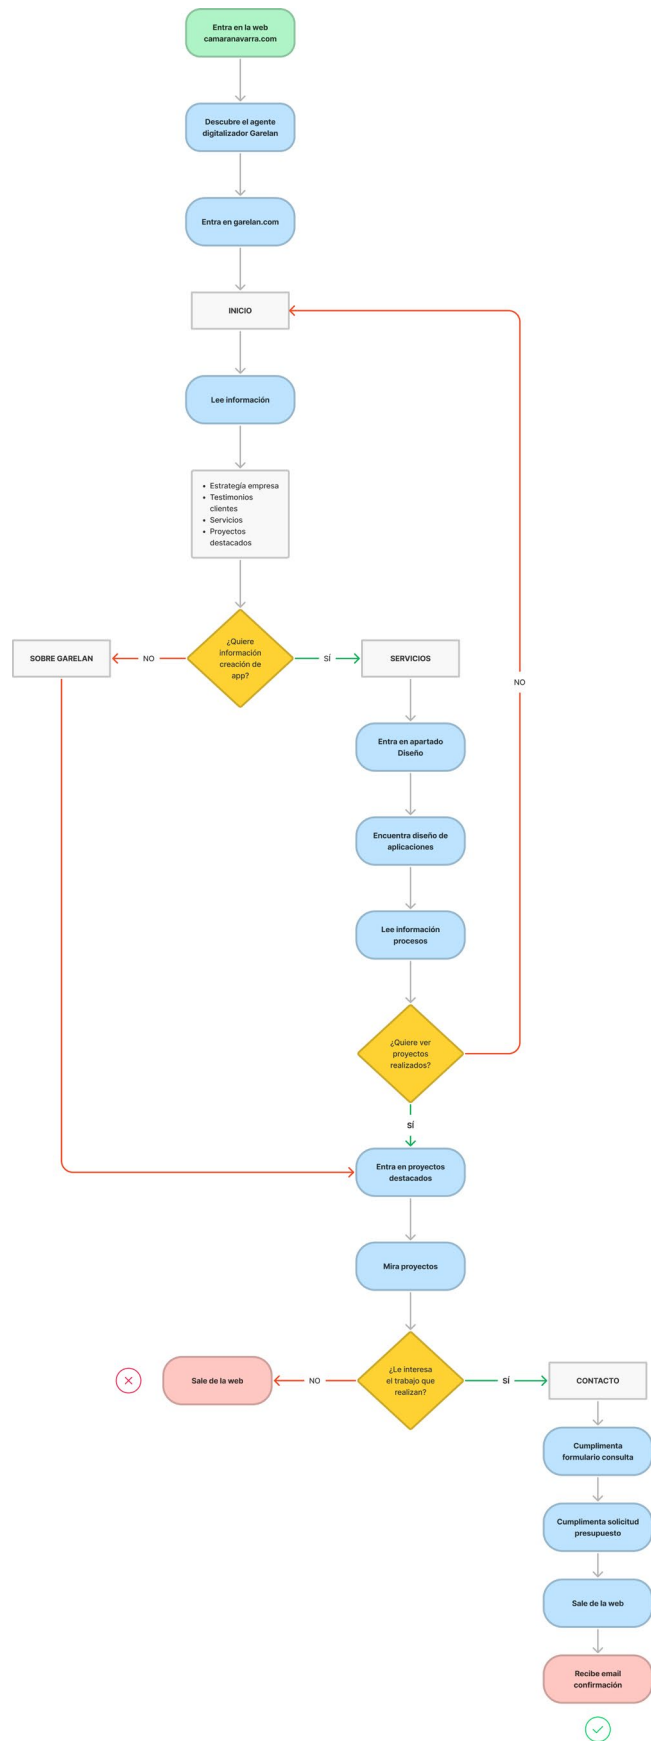 Entra en la web
camaranavarra.com
Descubre el agente
digitalizador Garelan
Entra en garelan.com
INICIO
Lee información
• Estrategía empresa
• Testimonios
clientes
• Servicios
• Proyectos
destacados
¿Quiere
información
creación de
app?
NO
SOBRE GARELAN
SÍ
SERVICIOS
NO
Entra en apartado
Diseño
Encuentra diseño de
aplicaciones
Lee información
procesos
¿Quiere ver
proyectos
realizados?
SÍ
Entra en proyectos
destacados
Mira proyectos
¿Le interesa
el trabajo que
realizan?
NO
Sale de la web
SÍ
CONTACTO
Cumplimenta
formulario consulta
Cumplimenta solicitud
presupuesto
Sale de la web
Recibe email
confirmación